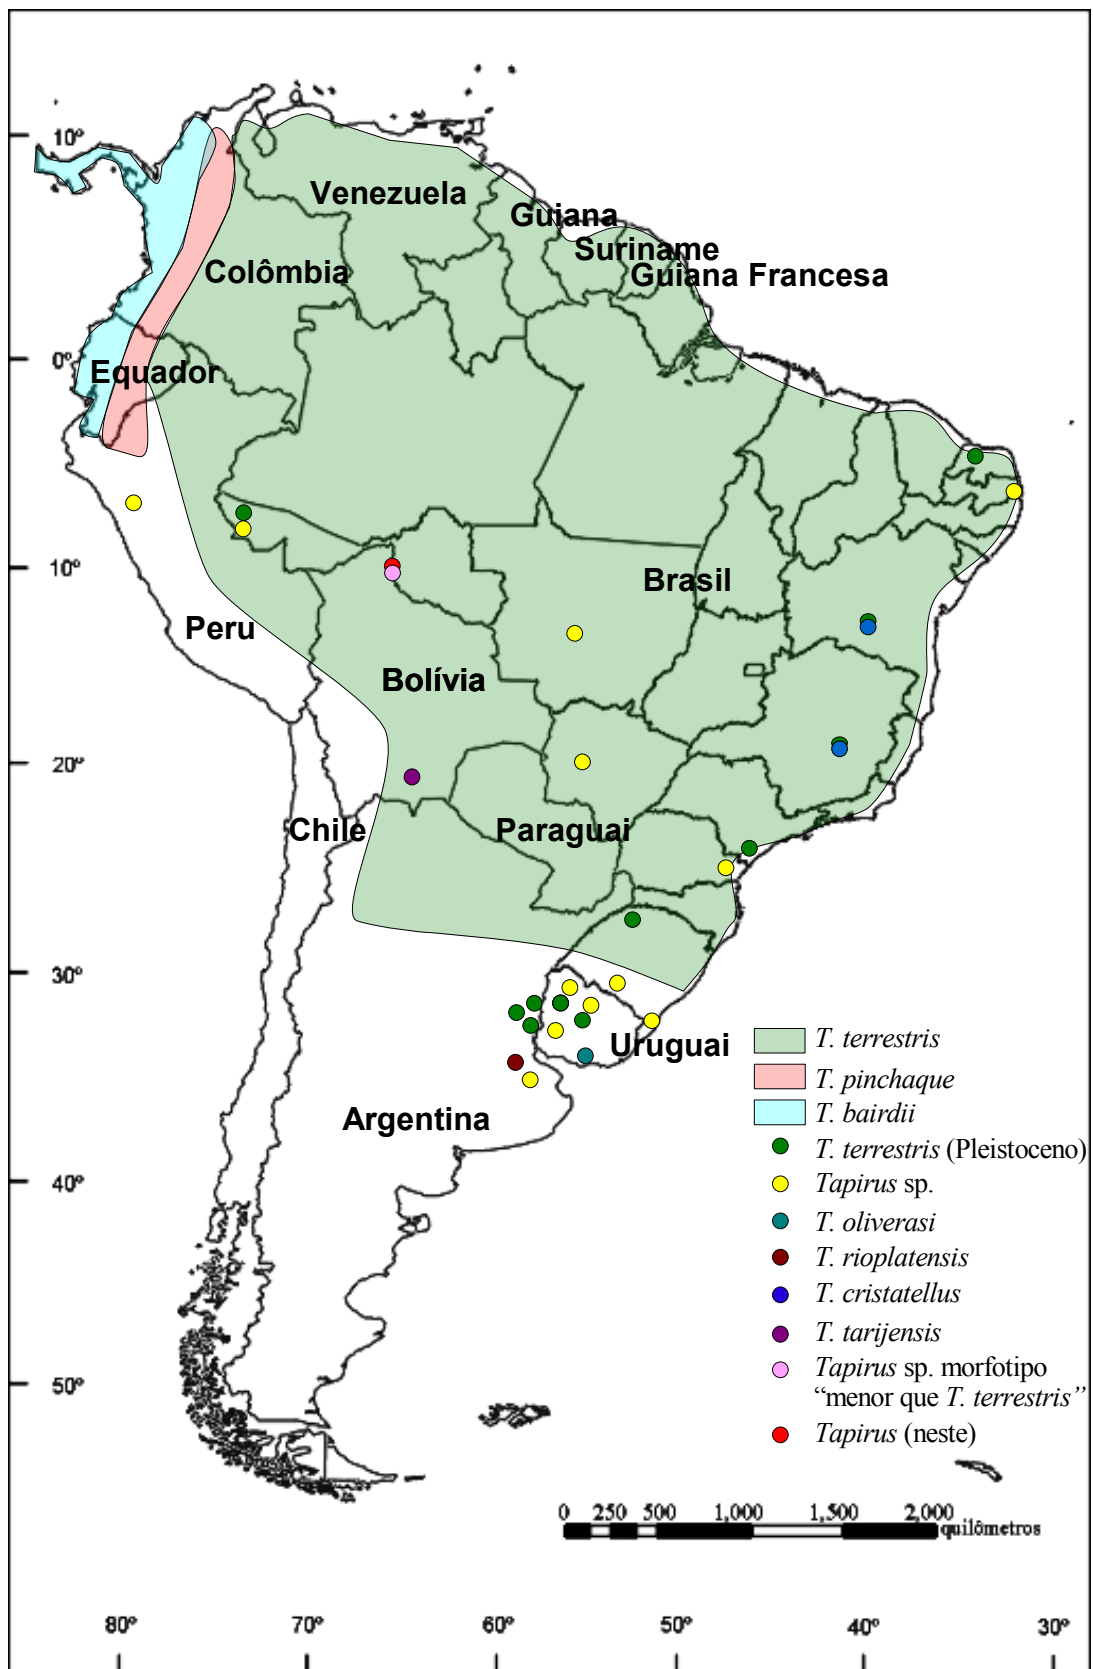 10º
Venezuela
Guiana
Suriname
Colômbia
Guiana Francesa
0º
Equador
10º
Brasil
Peru
Bolívia
20º
Chile
Paraguai
30º
Uruguai
T. terrestris
T. pinchaque
Argentina
T. bairdii
T. terrestris (Pleistoceno)
40º
Tapirus sp.
T. oliverasi
T. rioplatensis
T. cristatellus
T. tarijensis
50º
Tapirus sp. morfotipo
“menor que T. terrestris”
Tapirus (neste)
0 250 500 1,000 1,500 2,000
quilômetros
80º 70º 60º 50º 40º 30º